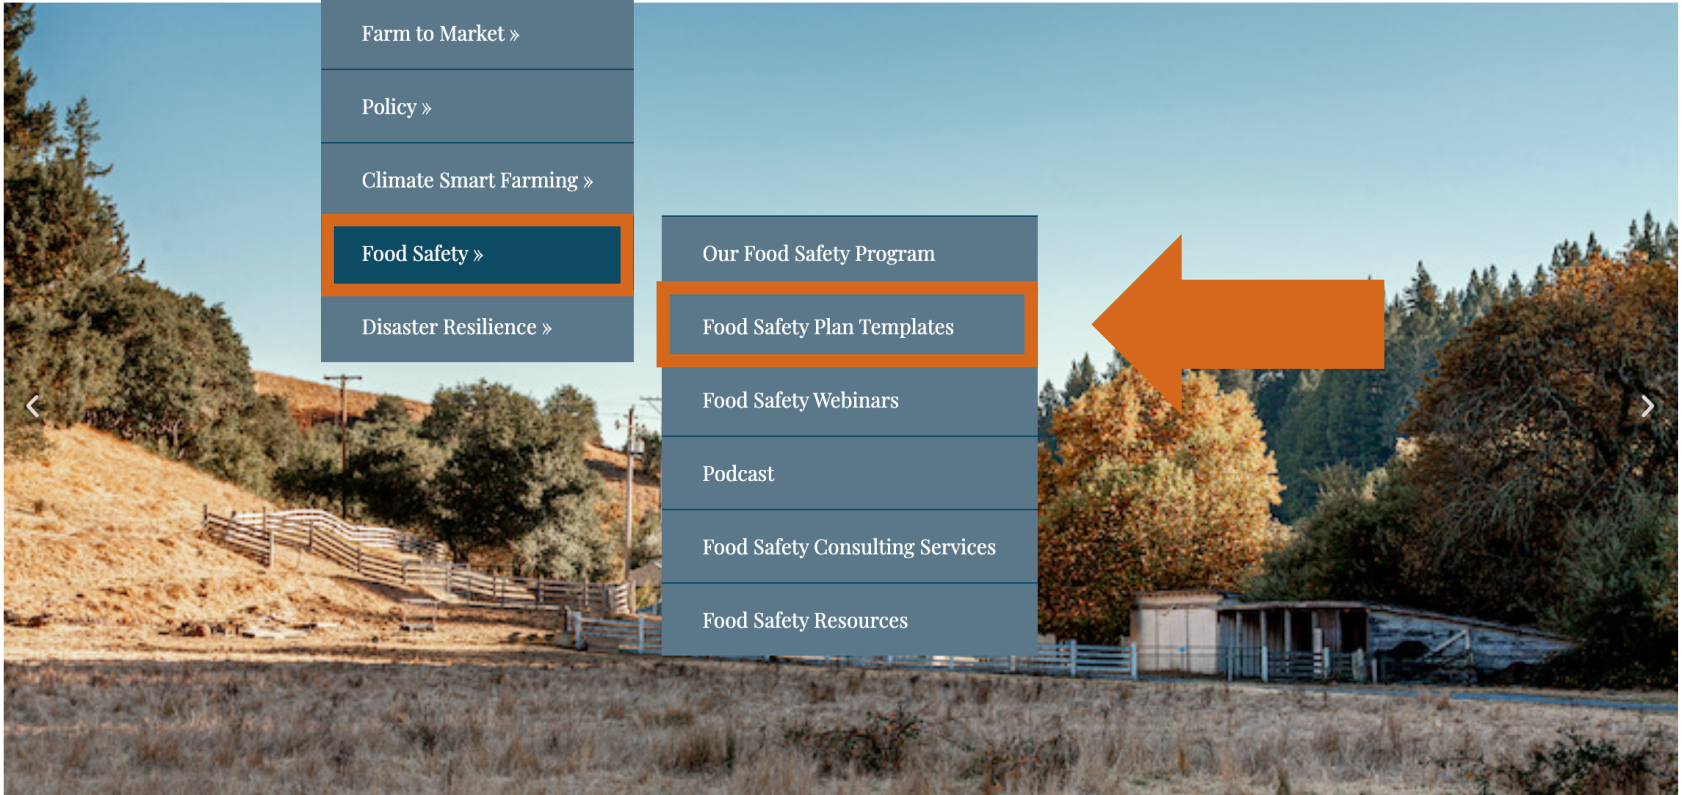 Farm to Market »
Policy »
Climate Smart Farming »
Food Safety »
Disaster Resilience »
Our Food Safety Program
Food Safety Plan Templates
Food Safety Webinars
Podcast
Food Safety Consulting Services
Food Safety Resources